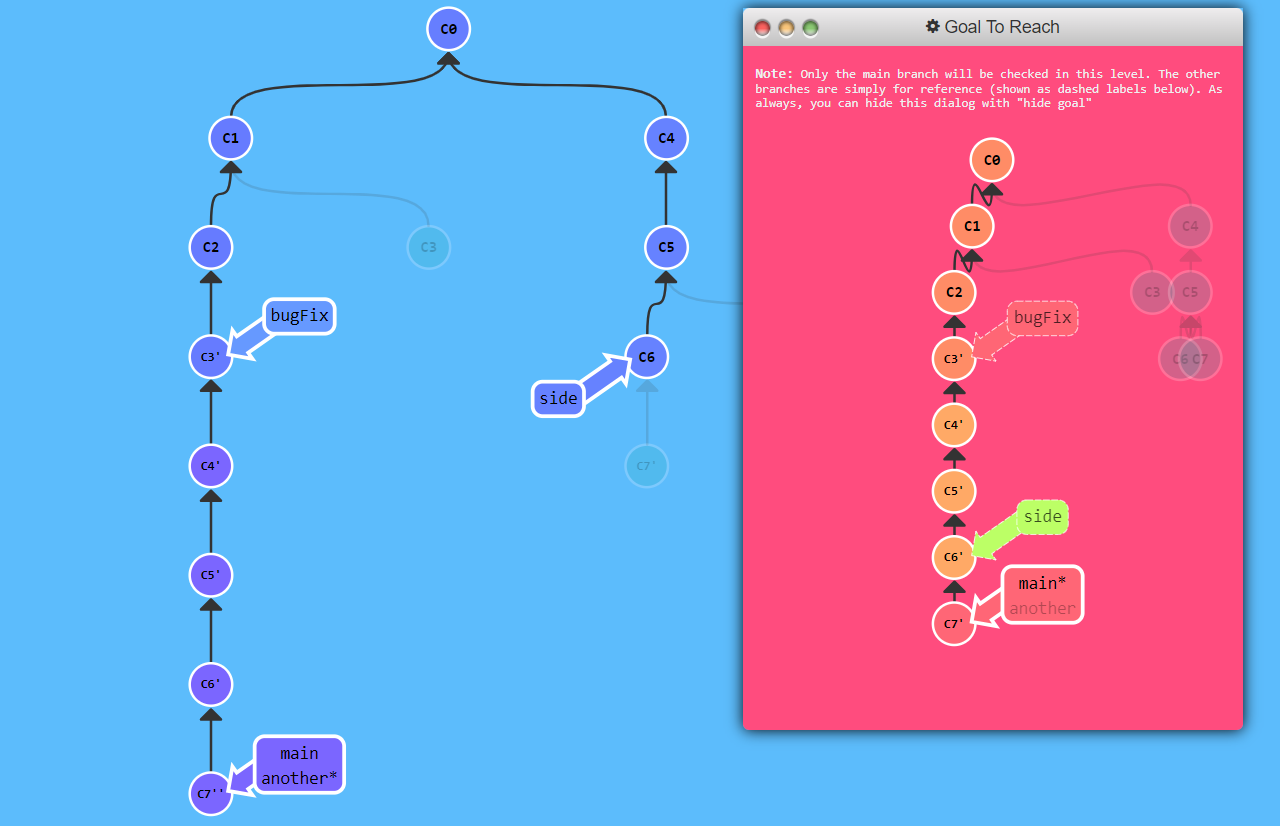 C0
C1
C4
C2
C3
C5
bugFix
C3'
C6
side
C4'
C7'
C5'
C6'
main
another*
C7''
Goal To Reach
Note: Only the main branch will be checked in this level. The other
branches are simply for reference (shown as dashed labels below). As
always, you can hide this dialog with "hide goal"
C0
C1
C4
C2
C3
C5
bugFix
C3'
C6
C7
C4'
C5'
side
C6'
main*
another
C7'